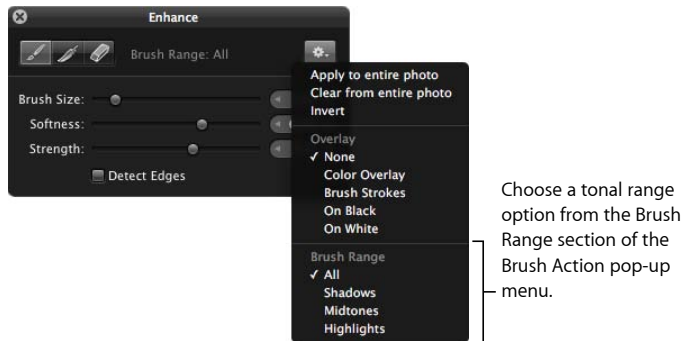 Enhance
Brush Range: All
Brush Size:
Softness:
Strength:
Detect Edges
Apply to entire photo
Clear from entire photo
Invert
Overlay
✓ None
Color Overlay
Brush Strokes
On Black
On White
Brush Range
✓ All
Shadows
Midtones
Highlights
Choose a tonal range
option from the Brush
Range section of the
Brush Action pop-up
menu.